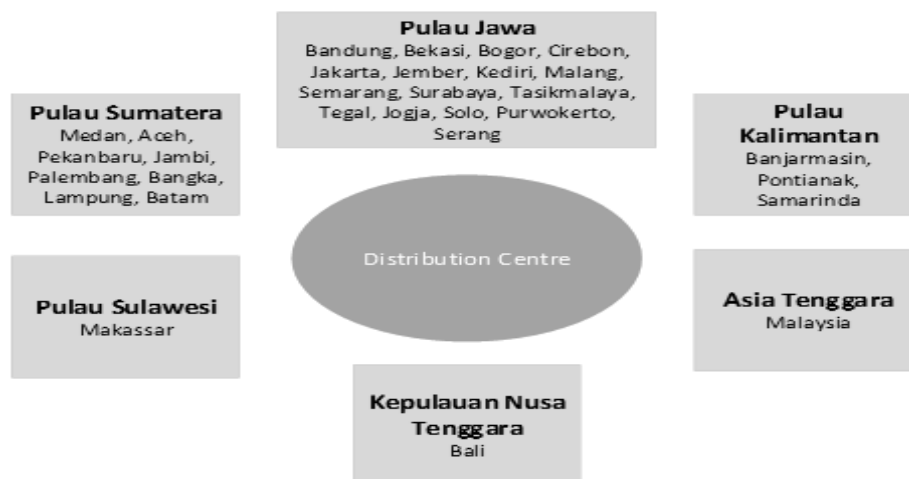 Pulau Jawa
Bandung, Bekasi, Bogor, Cirebon,
Jakarta, Jember, Kediri, Malang,
Semarang, Surabaya, Tasikmalaya,
Tegal, Jogja, Solo, Purwokerto,
Serang
Pulau Sumatera
Medan, Aceh,
Pekanbaru, Jambi,
Palembang, Bangka,
Lampung, Batam
Pulau
Kalimantan
Banjarmasin,
Pontianak,
Samarinda
Distribution Centre
Pulau Sulawesi
Makassar
Asia Tenggara
Malaysia
Kepulauan Nusa
Tenggara
Bali